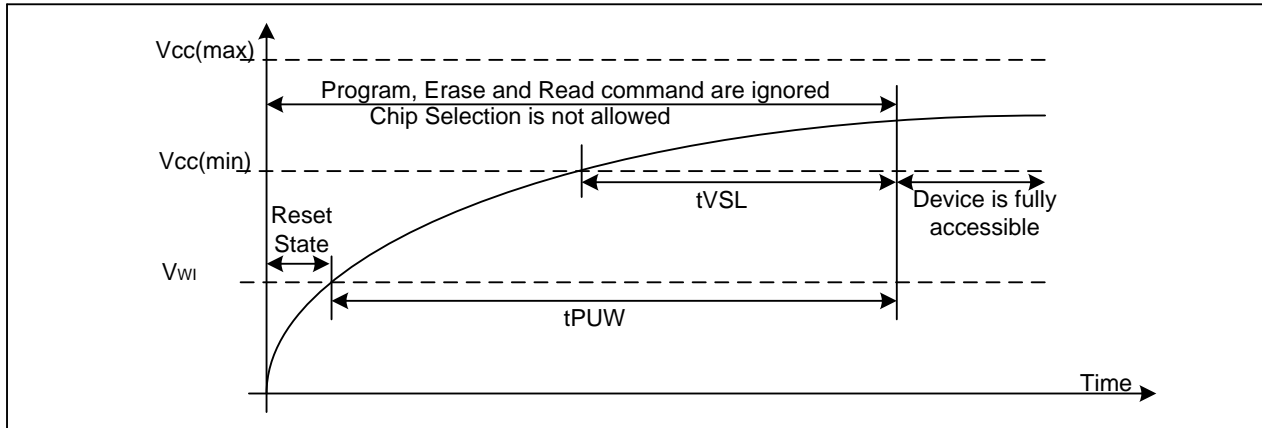 Vcc(max)
Program, Erase and Read command are ignored
Chip Selection is not allowed
Vcc(min)
tVSL
Device is fully
accessible
Reset
State
VWI
tPUW
Time